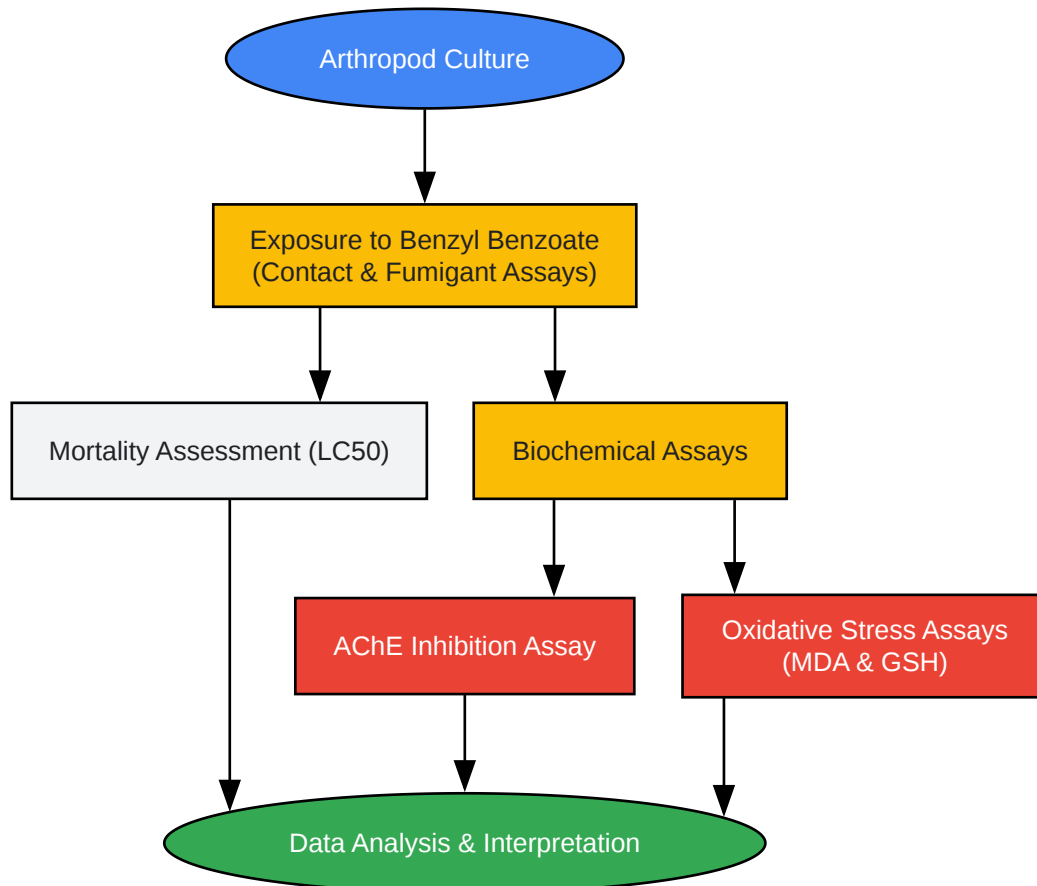 Arthropod Culture
Exposure to Benzyl Benzoate
(Contact & Fumigant Assays)
Mortality Assessment (LC50)
Biochemical Assays
AChE Inhibition Assay
Oxidative Stress Assays
(MDA & GSH)
Data Analysis & Interpretation